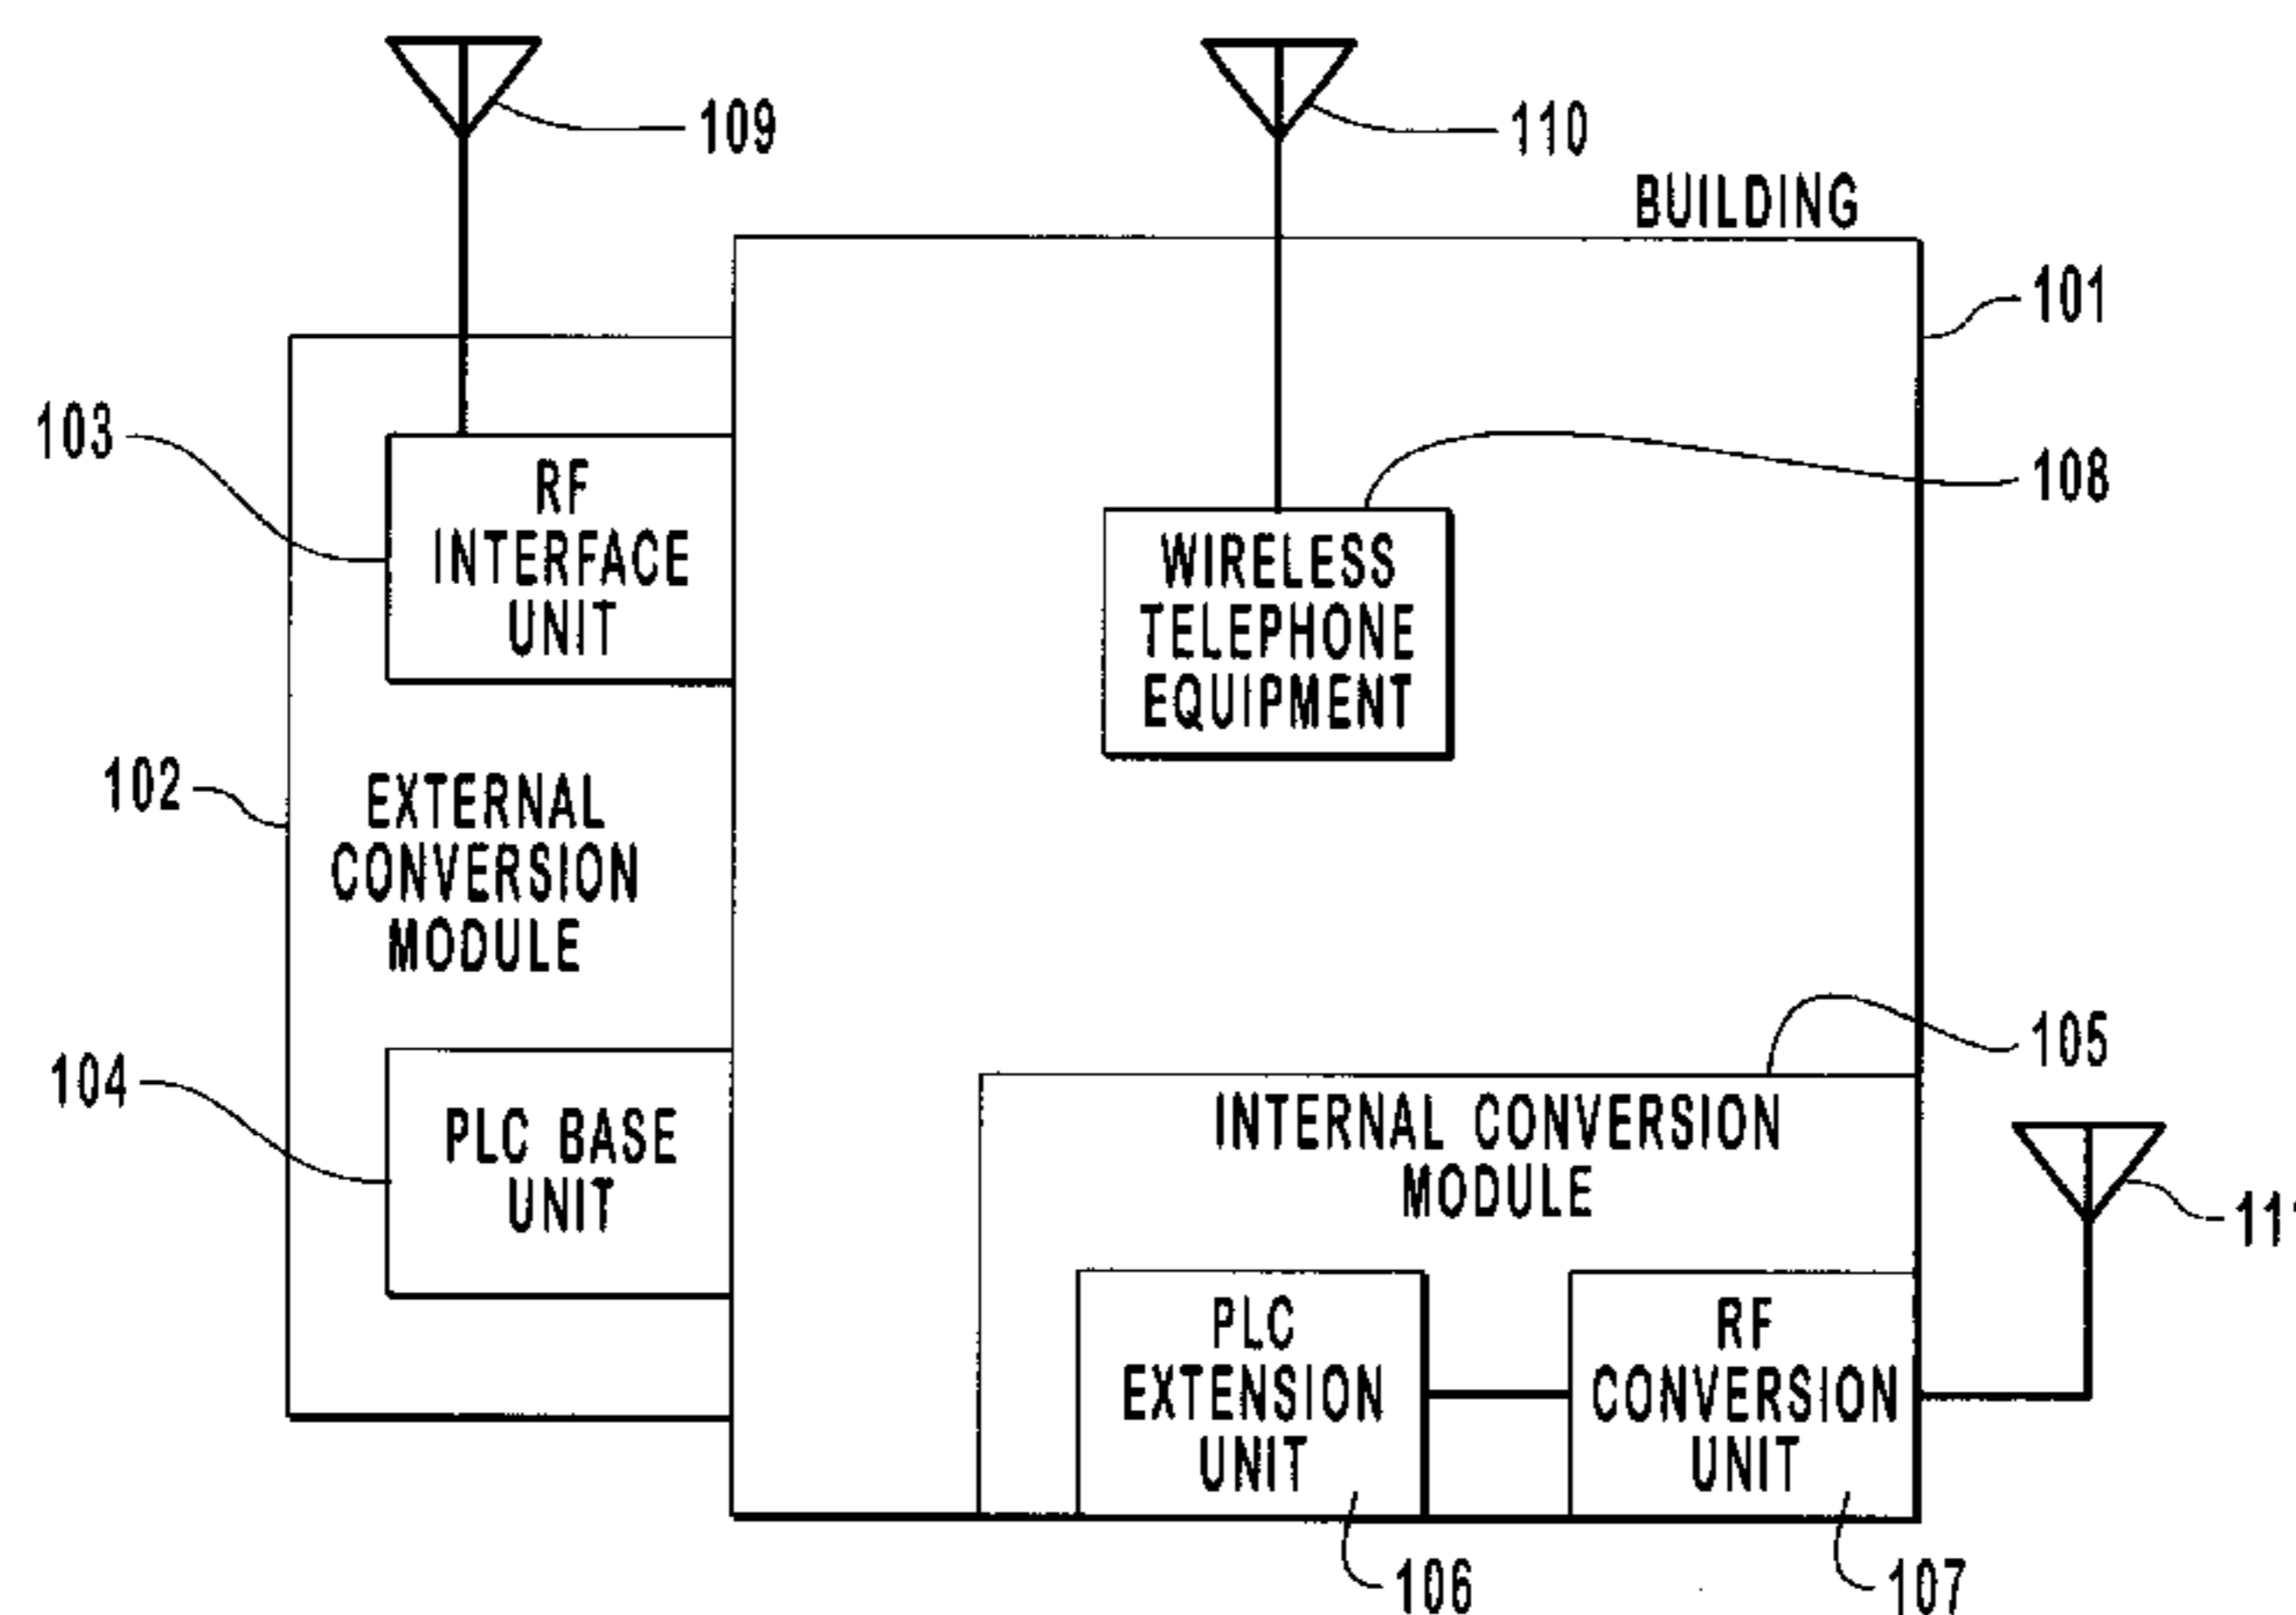 109
110
BUILDING
101
103
RF
INTERFACE
UNIT
108
WIRELESS
TELEPHONE
EQUIPMENT
102
EXTERNAL
CONVERSION
MODULE
105
104
PLC BASE
UNIT
INTERNAL CONVERSION
MODULE
111
PLC
EXTENSION
UNIT
RF
CONVERSION
UNIT
106
107